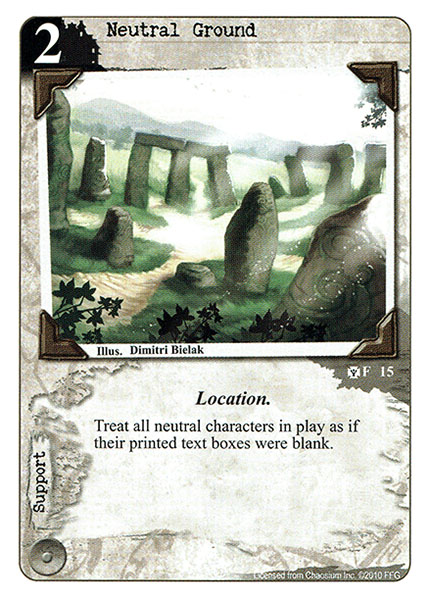 2
Neutral Ground
Illus. Dimitri Bielak
F 15
Location.
Treat all neutral characters in play as if
their printed text boxes were blank.
Support
Licensed from Chaosium Inc. ©2010 FFG